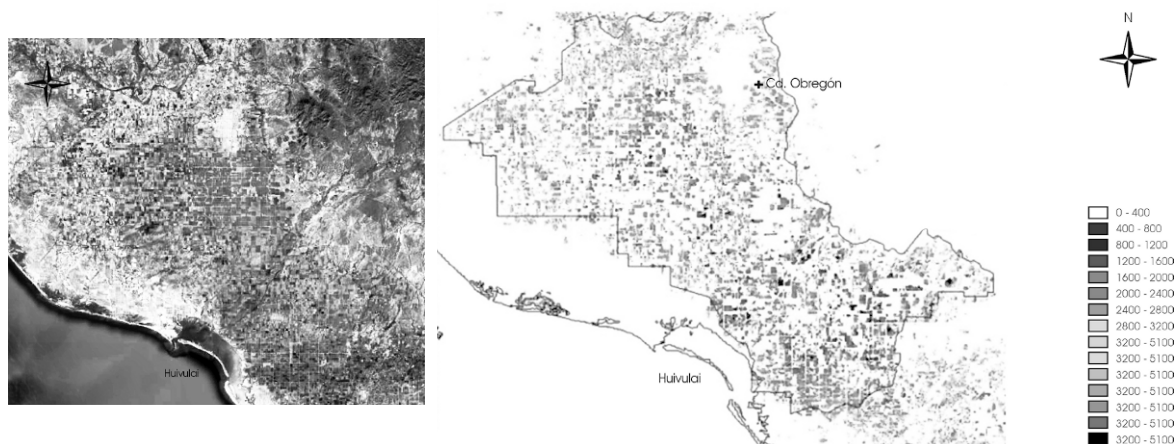 Huivulai
Cd. Obregón
Huivulai
N
0 - 400
400 - 800
800 - 1200
1200 - 1600
1600 - 2000
2000 - 2400
2400 - 2800
2800 - 3200
3200 - 5100
3200 - 5100
3200 - 5100
3200 - 5100
3200 - 5100
3200 - 5100
3200 - 5100